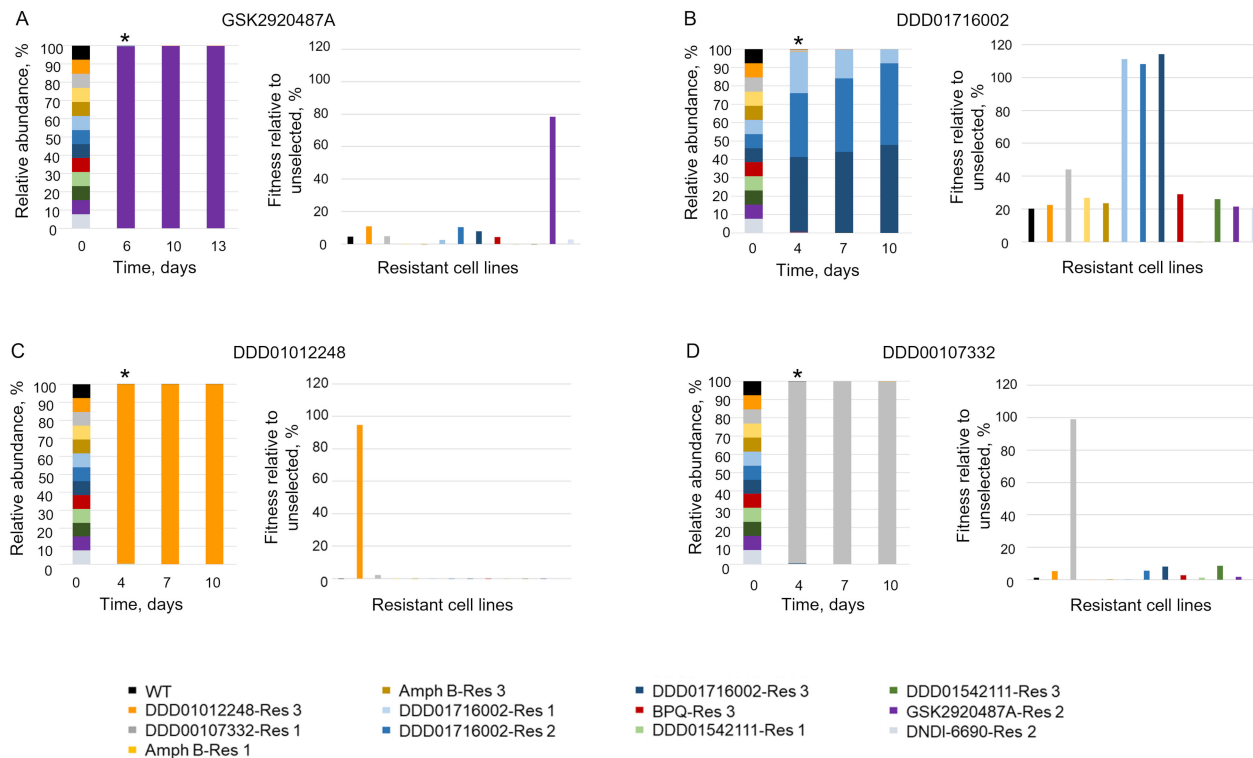 A
GSK2920487A
Relative abundance, %
100
90
80
70
60
50
40
30
20
10
0
*
0 6 10 13
Time, days
Fitness relative to
unselected, %
120
100
80
60
40
20
0
Resistant cell lines
B
DDD01716002
Relative abundance, %
100
90
80
70
60
50
40
30
20
10
0
*
0 4 7 10
Time, days
Fitness relative to
unselected, %
120
100
80
60
40
20
0
Resistant cell lines
C
DDD01012248
Relative abundance, %
100
90
80
70
60
50
40
30
20
10
0
*
0 4 7 10
Time, days
Fitness relative to
unselected, %
120
100
80
60
40
20
0
Resistant cell lines
D
DDD00107332
Relative abundance, %
100
90
80
70
60
50
40
30
20
10
0
*
0 4 7 10
Time, days
Fitness relative to
unselected, %
120
100
80
60
40
20
0
Resistant cell lines
WT
DDD01012248-Res 3
DDD00107332-Res 1
Amph B-Res 1
Amph B-Res 3
DDD01716002-Res 1
DDD01716002-Res 2
DDD01716002-Res 3
BPQ-Res 3
DDD01542111-Res 1
DDD01542111-Res 3
GSK2920487A-Res 2
DNDI-6690-Res 2